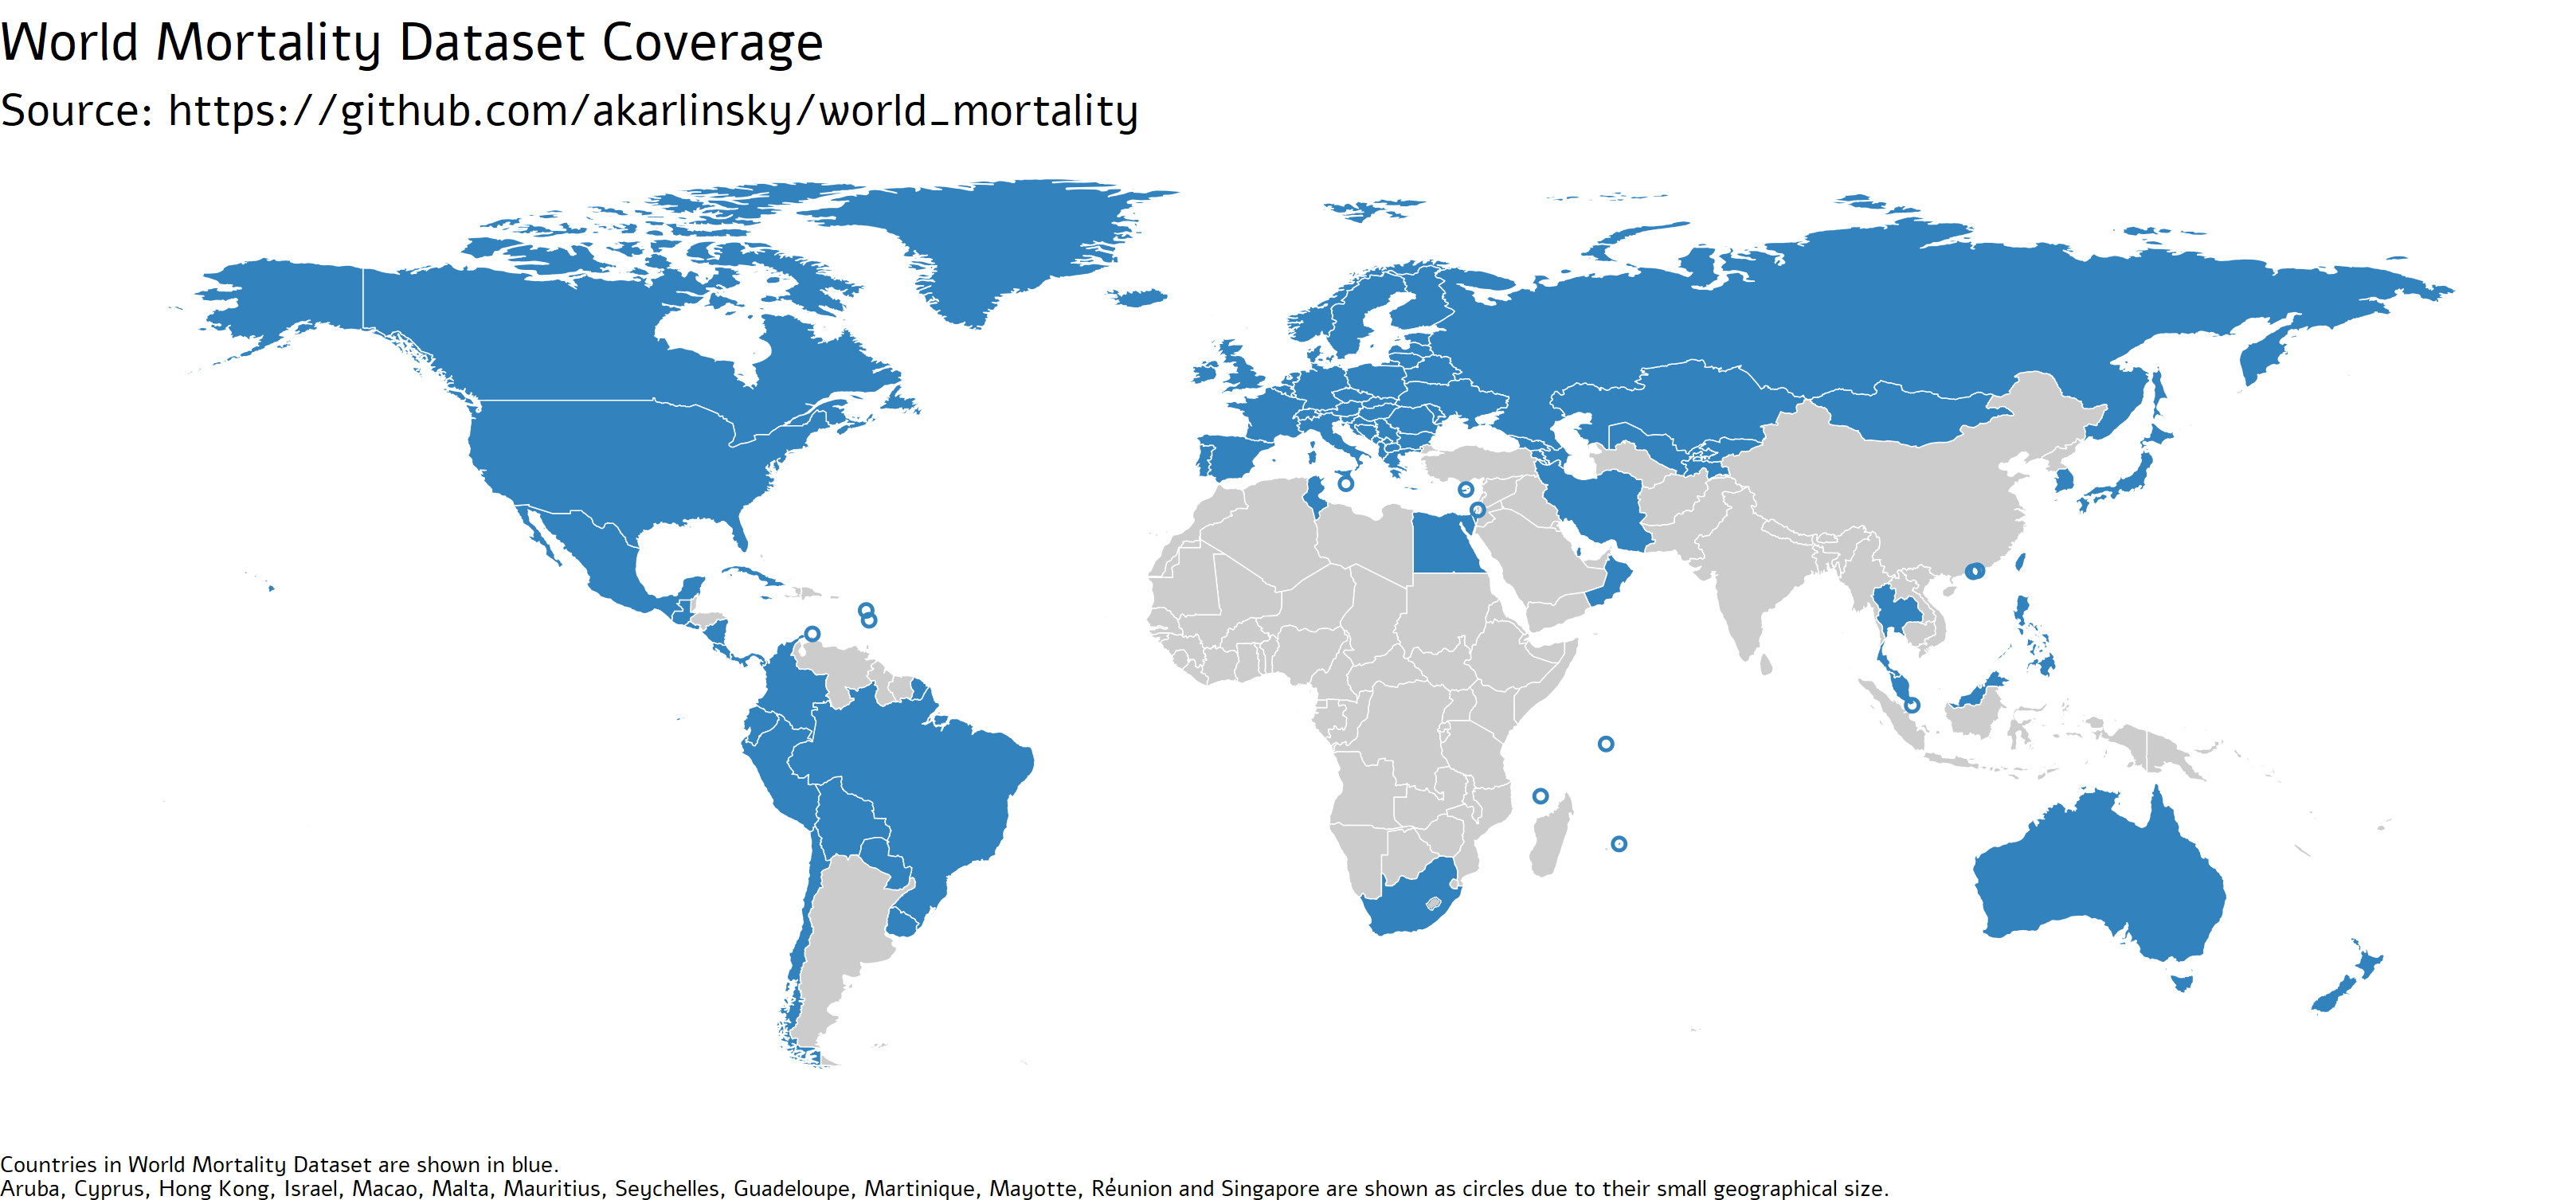 World Mortality Dataset Coverage
Source: https://github.com/akarlinsky/world_mortality
Countries in World Mortality Dataset are shown in blue.
Aruba, Cyprus, Hong Kong, Israel, Macao, Malta, Mauritius, Seychelles, Guadeloupe, Martinique, Mayotte, Réunion and Singapore are shown as circles due to their small geographical size.